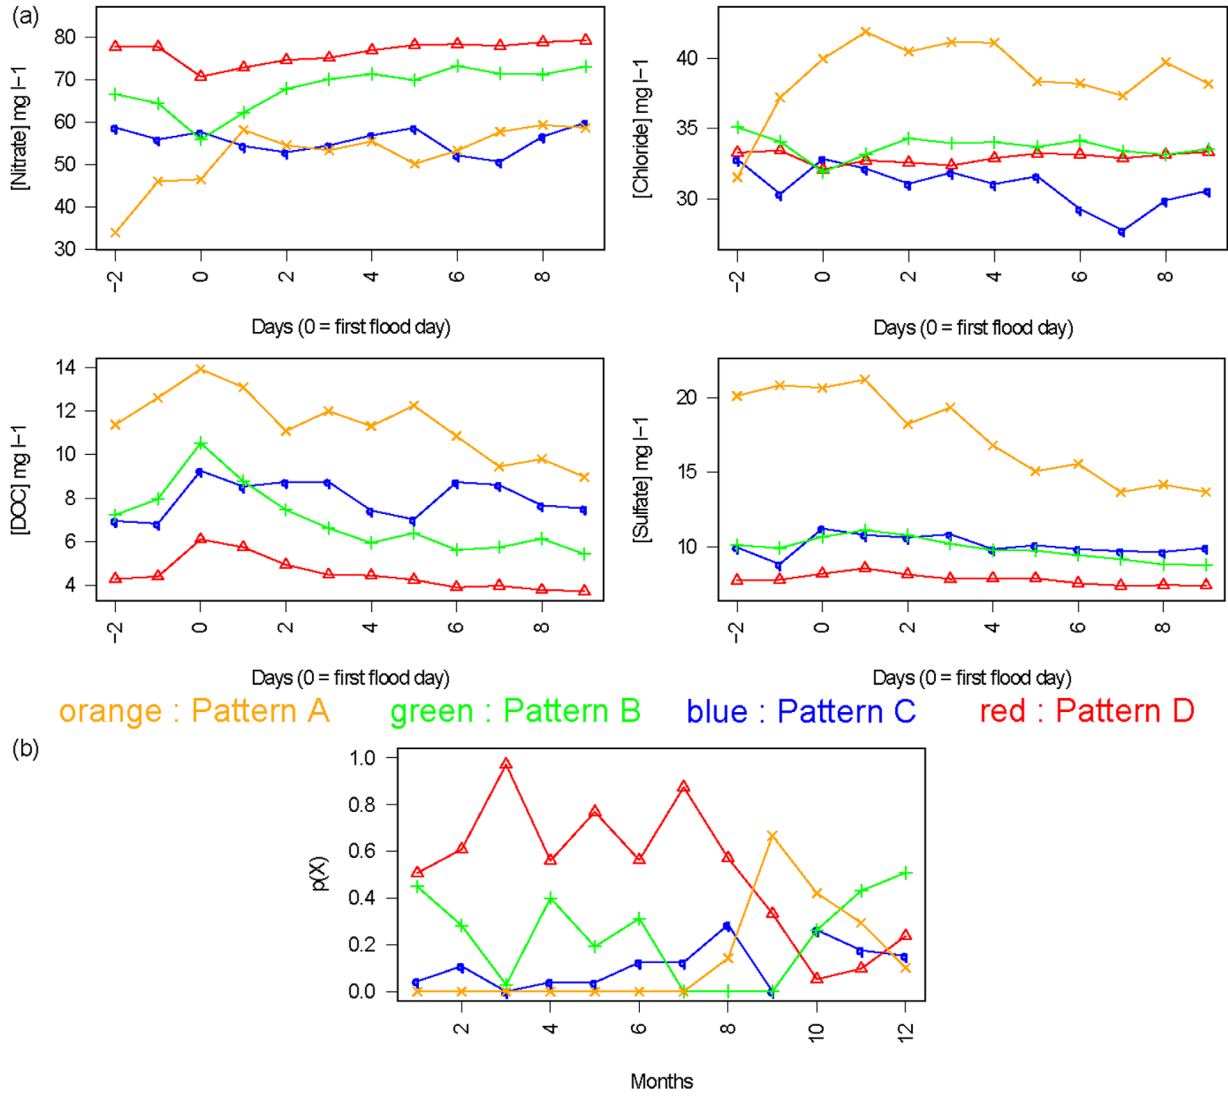 (a)
[Nitrate] mg l−1
80
70
60
50
40
30
−2 0 2 4 6 8
Days (0 = first flood day)
[Chloride] mg l−1
40
35
30
−2 0 2 4 6 8
Days (0 = first flood day)
[DOC] mg l−1
14
12
10
8
6
4
−2 0 2 4 6 8
Days (0 = first flood day)
[Sulfate] mg l−1
20
15
10
−2 0 2 4 6 8
Days (0 = first flood day)
orange : Pattern A green : Pattern B blue : Pattern C red : Pattern D
(b)
p(X)
1.0
0.8
0.6
0.4
0.2
0.0
2 4 6 8 10 12
Months